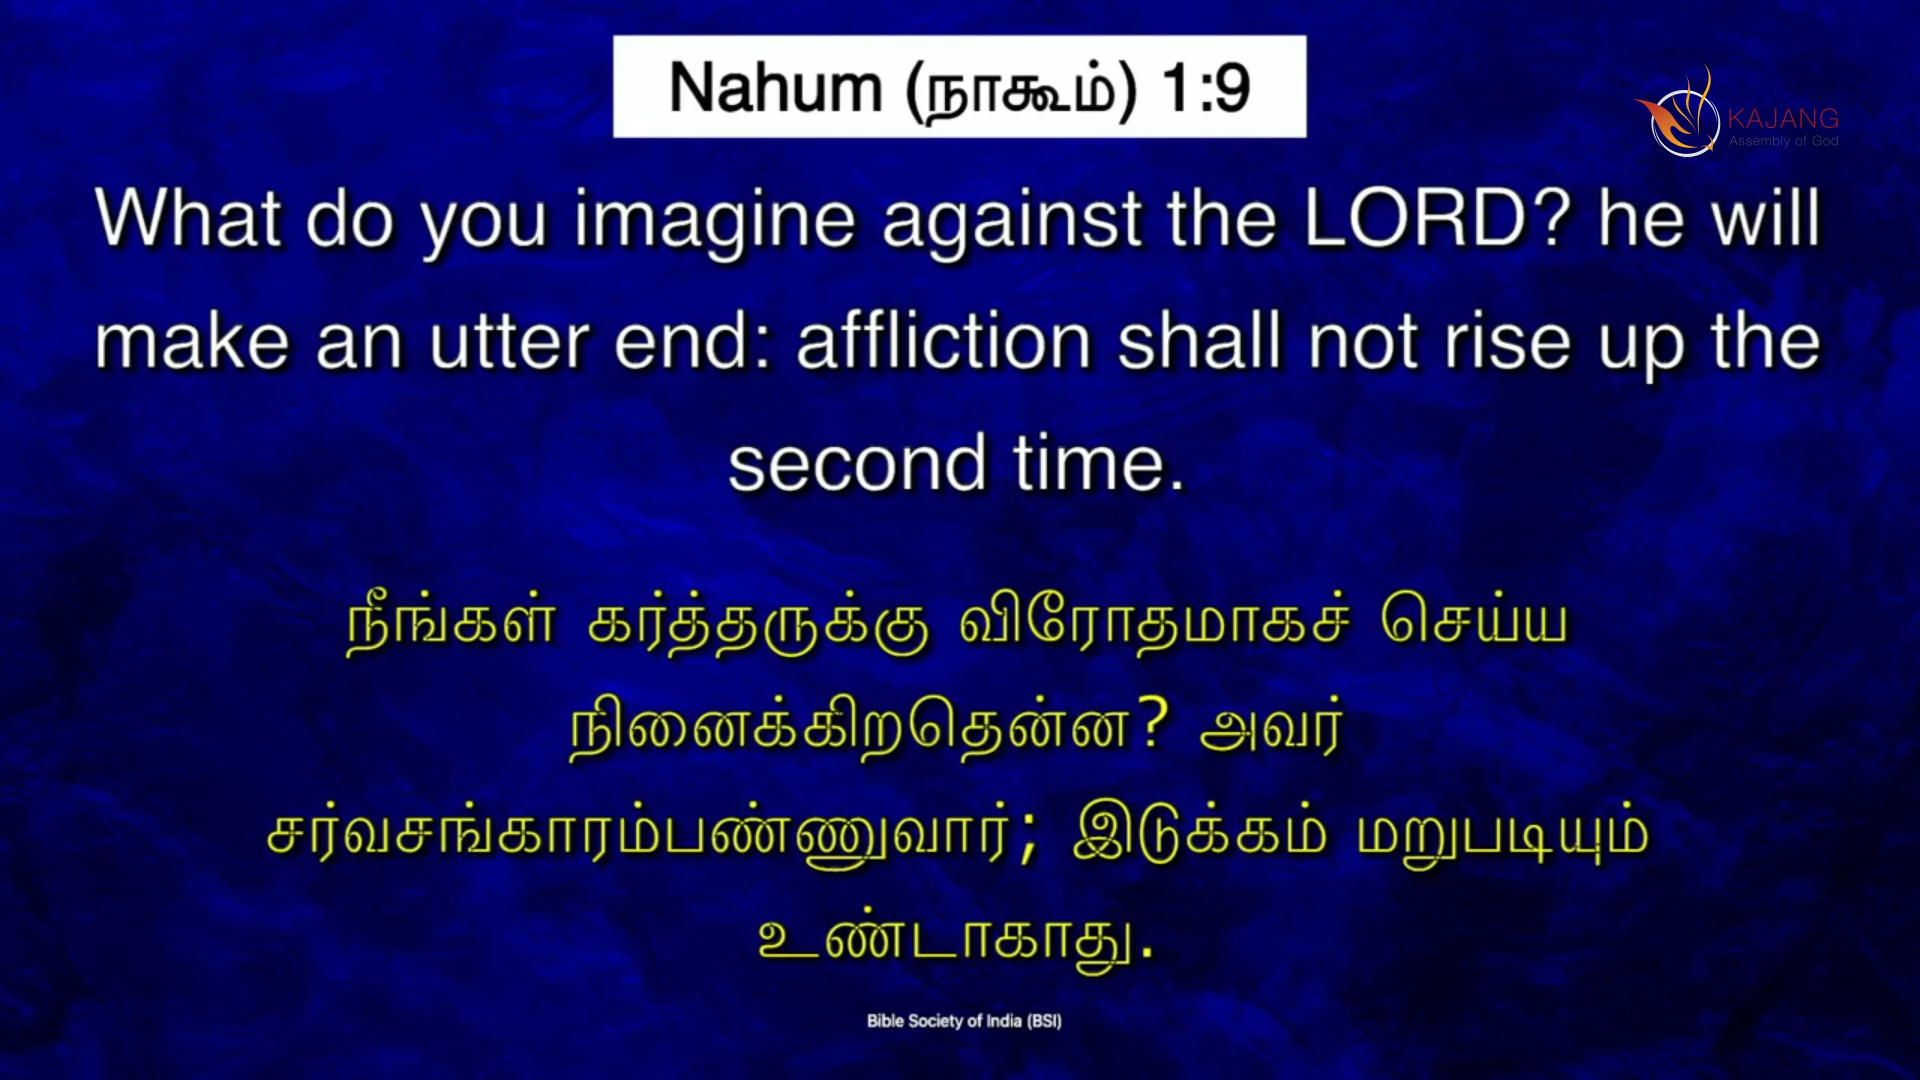 Nahum (நாகூம்) 1:9
KAJANG
Assembly of God
What do you imagine against the LORD? he will
make an utter end: affliction shall not rise up the
second time.
நீங்கள் கர்த்தருக்கு விரோதமாகச் செய்ய
நினைக்கிறதென்ன? அவர்
சர்வசங்காரம்பண்ணுவார்; இடுக்கம் மறுபடியும்
உண்டாகாது.
Bible Society of India (BSI)